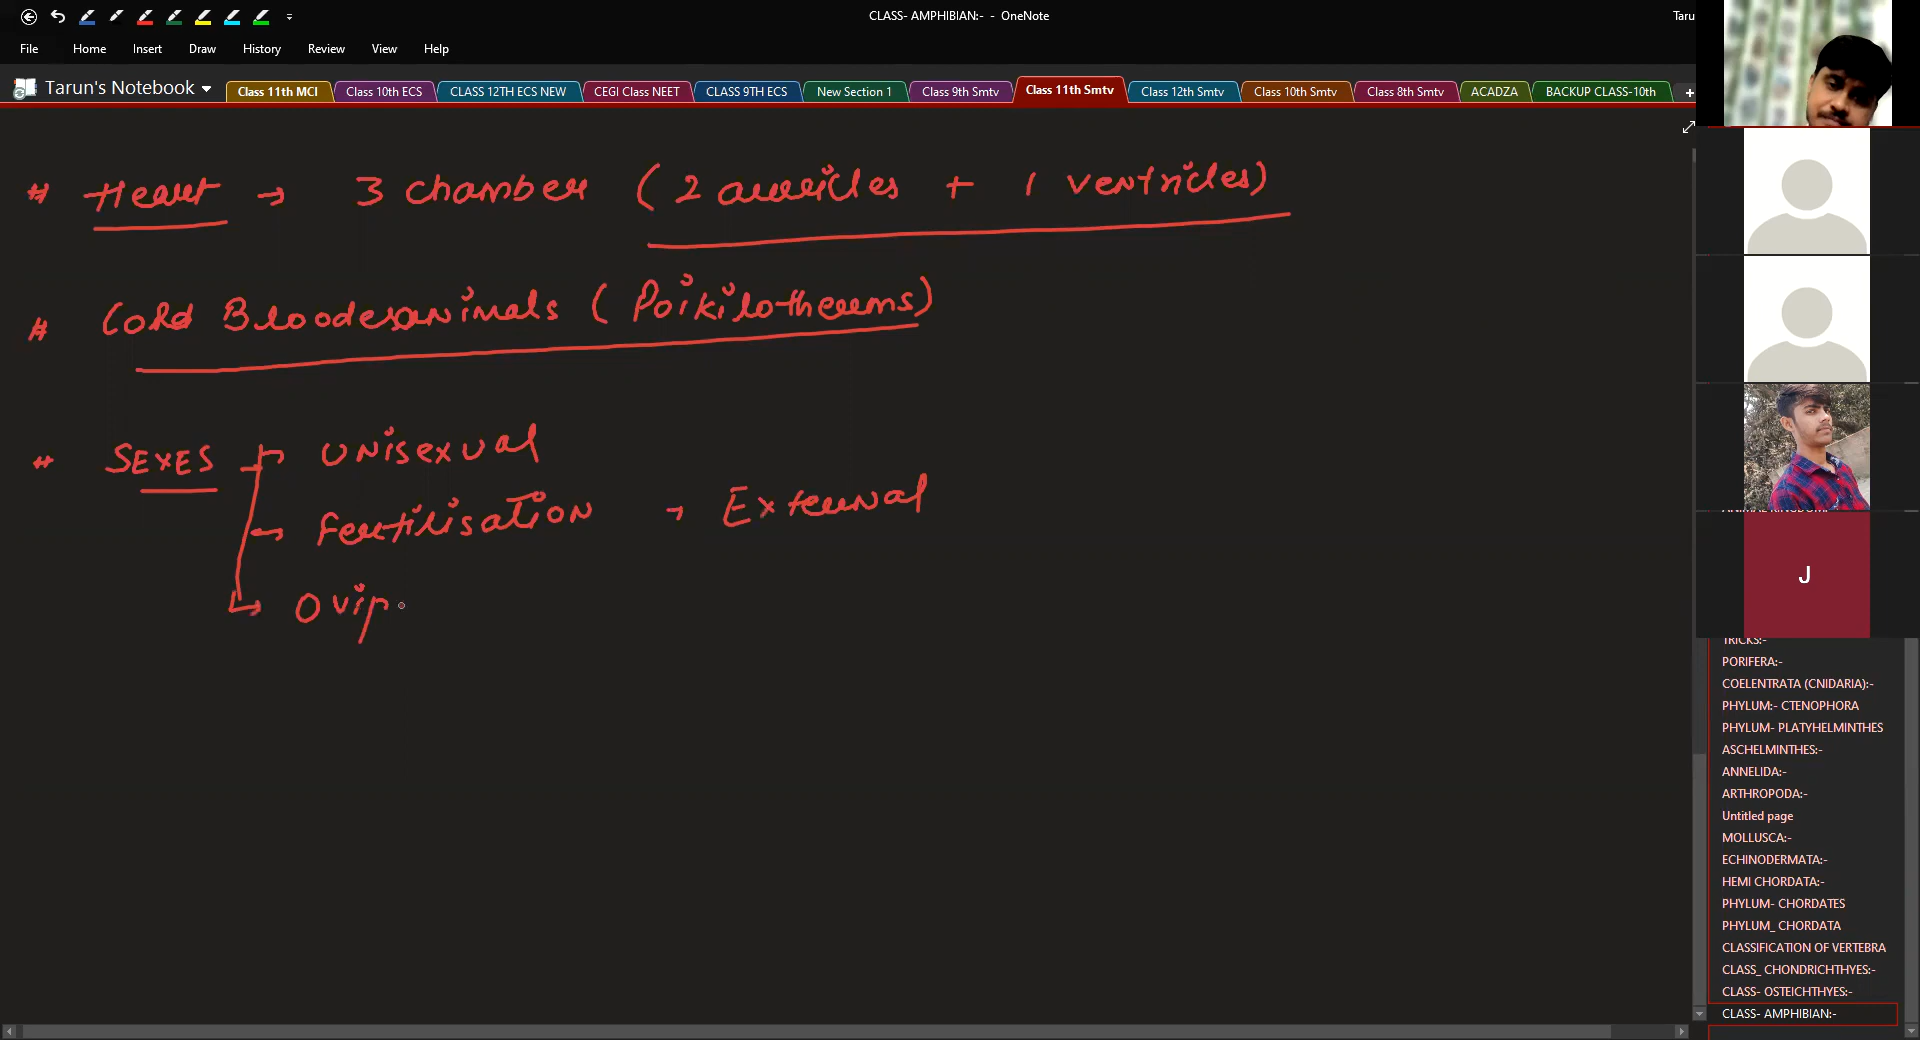 CLASS- AMPHIBIAN:- - OneNote
Taru
File Home Insert Draw History Review View Help
Tarun's Notebook
Class 11th MCI Class 10th ECS CLASS 12TH ECS NEW CEGI Class NEET CLASS 9TH ECS New Section 1 Class 9th Smtv Class 11th Smtv Class 12th Smtv Class 10th Smtv Class 8th Smtv ACADZA BACKUP CLASS-10th +
# Heart → 3 chamber ( 2 auricles + 1 ventricles)
# Cold Blooded animals ( Poikilotherms)
# SEXES → Unisexual
→ Fertilisation → External
→ Ovip
J
ANIMAL KINGDOM:-
TRICKS:-
PORIFERA:-
COELENTRATA (CNIDARIA):-
PHYLUM:- CTENOPHORA
PHYLUM- PLATYHELMINTHES
ASCHELMINTHES:-
ANNELIDA:-
ARTHROPODA:-
Untitled page
MOLLUSCA:-
ECHINODERMATA:-
HEMI CHORDATA:-
PHYLUM- CHORDATES
PHYLUM_ CHORDATA
CLASSIFICATION OF VERTEBRA
CLASS_ CHONDRICHTHYES:-
CLASS- OSTEICHTHYES:-
CLASS- AMPHIBIAN:-